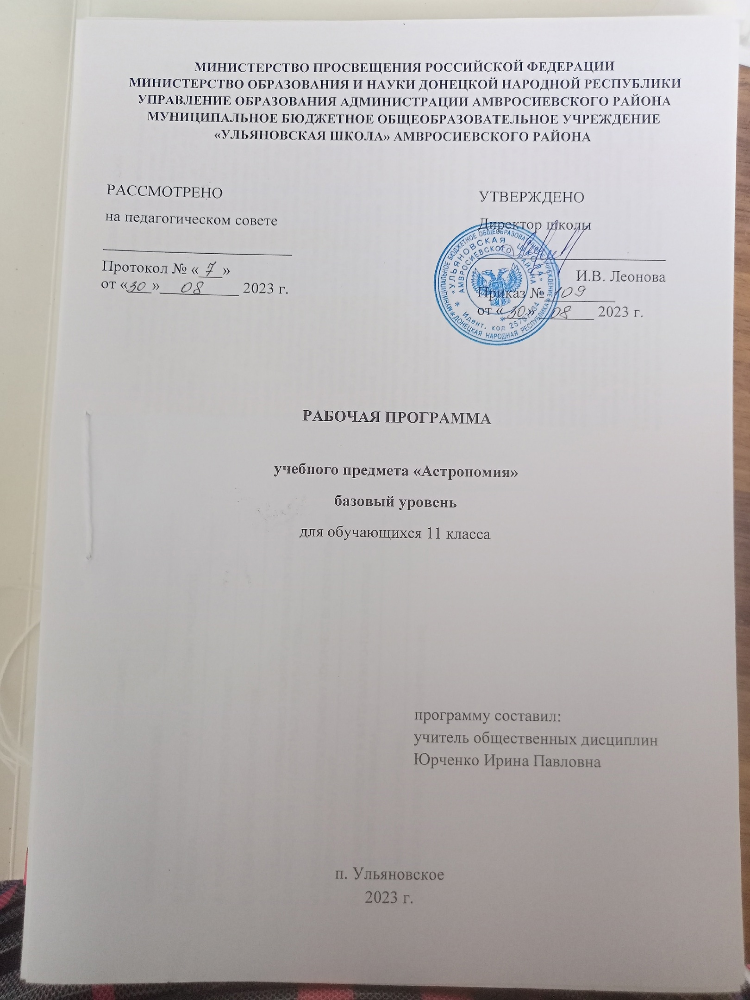 МИНИСТЕРСТВО ПРОСВЕЩЕНИЯ РОССИЙСКОЙ ФЕДЕРАЦИИ
МИНИСТЕРСТВО ОБРАЗОВАНИЯ И НАУКИ ДОНЕЦКОЙ НАРОДНОЙ РЕСПУБЛИКИ
УПРАВЛЕНИЕ ОБРАЗОВАНИЯ АДМИНИСТРАЦИИ АМВРОСИЕВСКОГО РАЙОНА
МУНИЦИПАЛЬНОЕ БЮДЖЕТНОЕ ОБЩЕОБРАЗОВАТЕЛЬНОЕ УЧРЕЖДЕНИЕ
«УЛЬЯНОВСКАЯ ШКОЛА» АМВРОСИЕВСКОГО РАЙОНА
РАССМОТРЕНО
на педагогическом совете
Протокол № «7»
от «30» 08 2023 г.
УТВЕРЖДЕНО
Директор школы
И.В. Леонова
Приказ № 109
от «30» 08 2023 г.
МУНИЦИПАЛЬНОЕ БЮДЖЕТНОЕ ОБЩЕОБРАЗОВАТЕЛЬНОЕ УЧРЕЖДЕНИЕ
«УЛЬЯНОВСКАЯ ШКОЛА»
АМВРОСИЕВСКОГО РАЙОНА
Идент. код
* ДОНЕЦКАЯ НАРОДНАЯ РЕСПУБЛИКА *
РАБОЧАЯ ПРОГРАММА
учебного предмета «Астрономия»
базовый уровень
для обучающихся 11 класса
программу составил:
учитель общественных дисциплин
Юрченко Ирина Павловна
п. Ульяновское
2023 г.